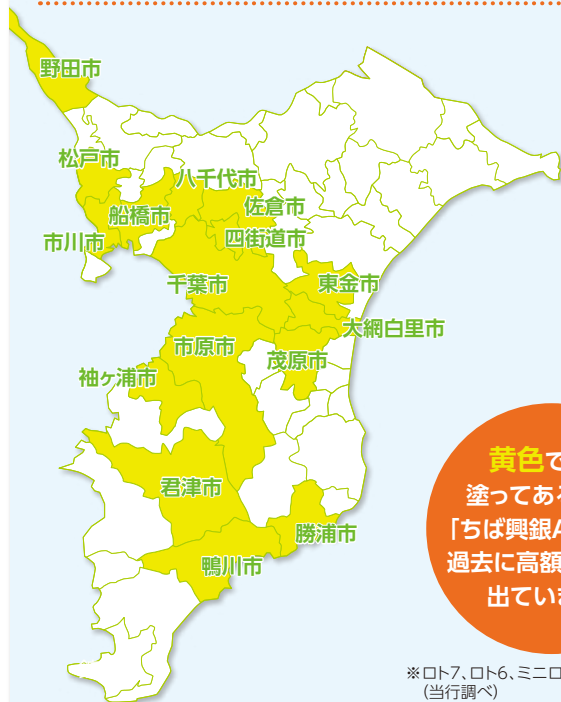 野田市
松戸市
八千代市
佐倉市
船橋市
四街道市
市川市
千葉市
東金市
大網白里市
市原市
茂原市
袖ヶ浦市
君津市
勝浦市
鴨川市
黄色で
塗ってある
「ちば興銀A
過去に高額
出ていま
※ロト7、ロト6、ミニロ
(当行調べ)